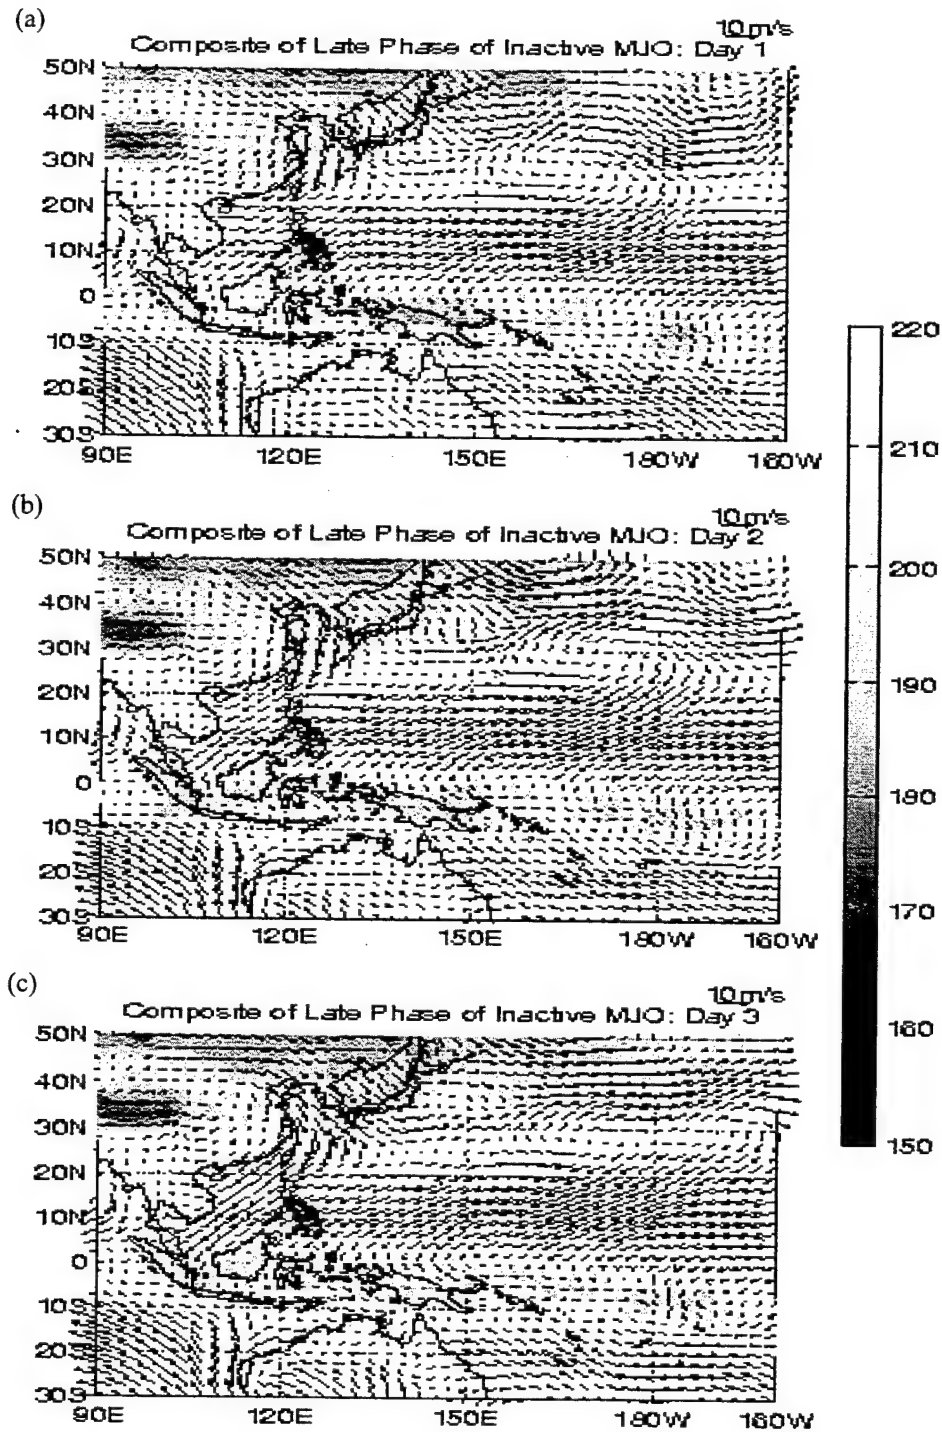 (a)
10 m/s
Composite of Late Phase of Inactive MJO: Day 1
50N
40N
30N
20N
10N
0
10S
20S
30S
90E 120E 150E 180W 160W
(b)
10 m/s
Composite of Late Phase of Inactive MJO: Day 2
50N
40N
30N
20N
10N
0
10S
20S
30S
90E 120E 150E 180W 160W
(c)
10 m/s
Composite of Late Phase of Inactive MJO: Day 3
50N
40N
30N
20N
10N
0
10S
20S
30S
90E 120E 150E 180W 160W
220
210
200
190
180
170
160
150